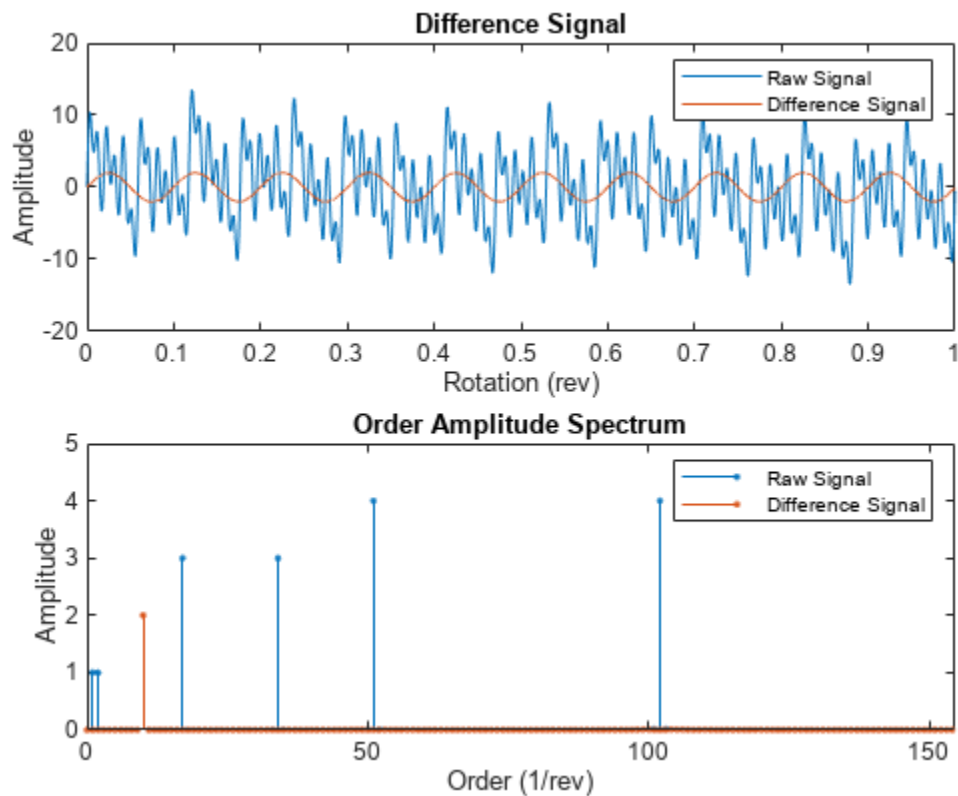 Difference Signal
20
10
0
-10
-20
Amplitude
Raw Signal
Difference Signal
0 0.1 0.2 0.3 0.4 0.5 0.6 0.7 0.8 0.9 1
Rotation (rev)
Order Amplitude Spectrum
5
4
3
2
1
0
Amplitude
Raw Signal
Difference Signal
0 50 100 150
Order (1/rev)